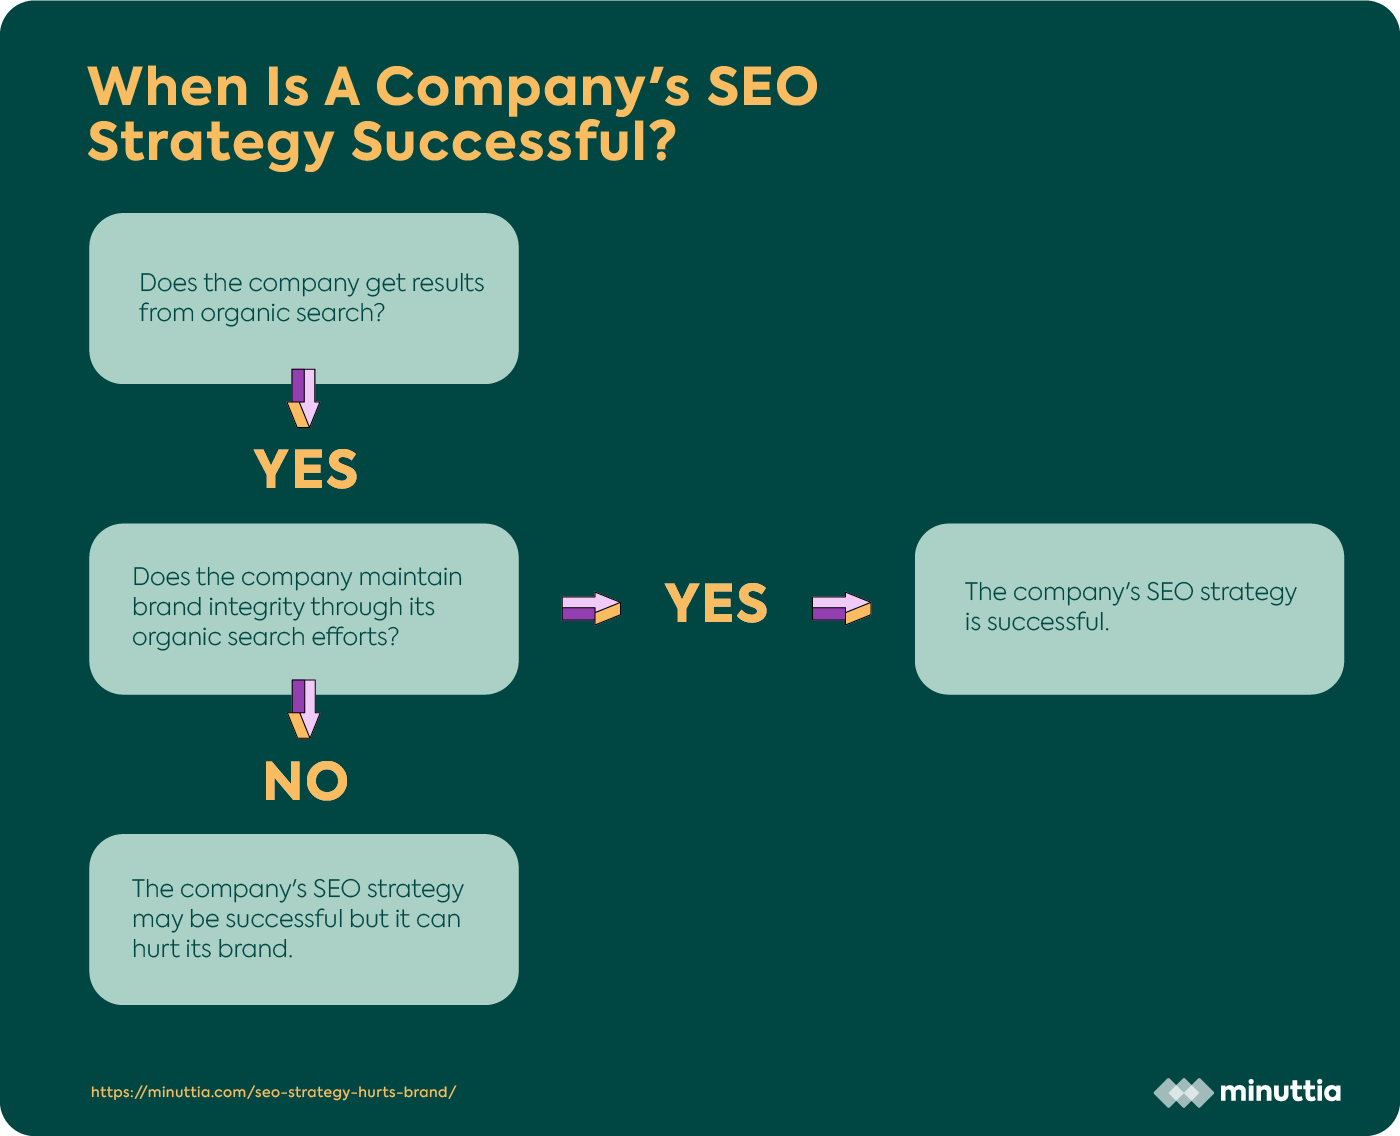 When Is A Company's SEO
Strategy Successful?
Does the company get results
from organic search?
YES
Does the company maintain
brand integrity through its
organic search efforts?
YES
The company's SEO strategy
is successful.
NO
The company's SEO strategy
may be successful but it can
hurt its brand.
https://minuttia.com/seo-strategy-hurts-brand/
minuttia